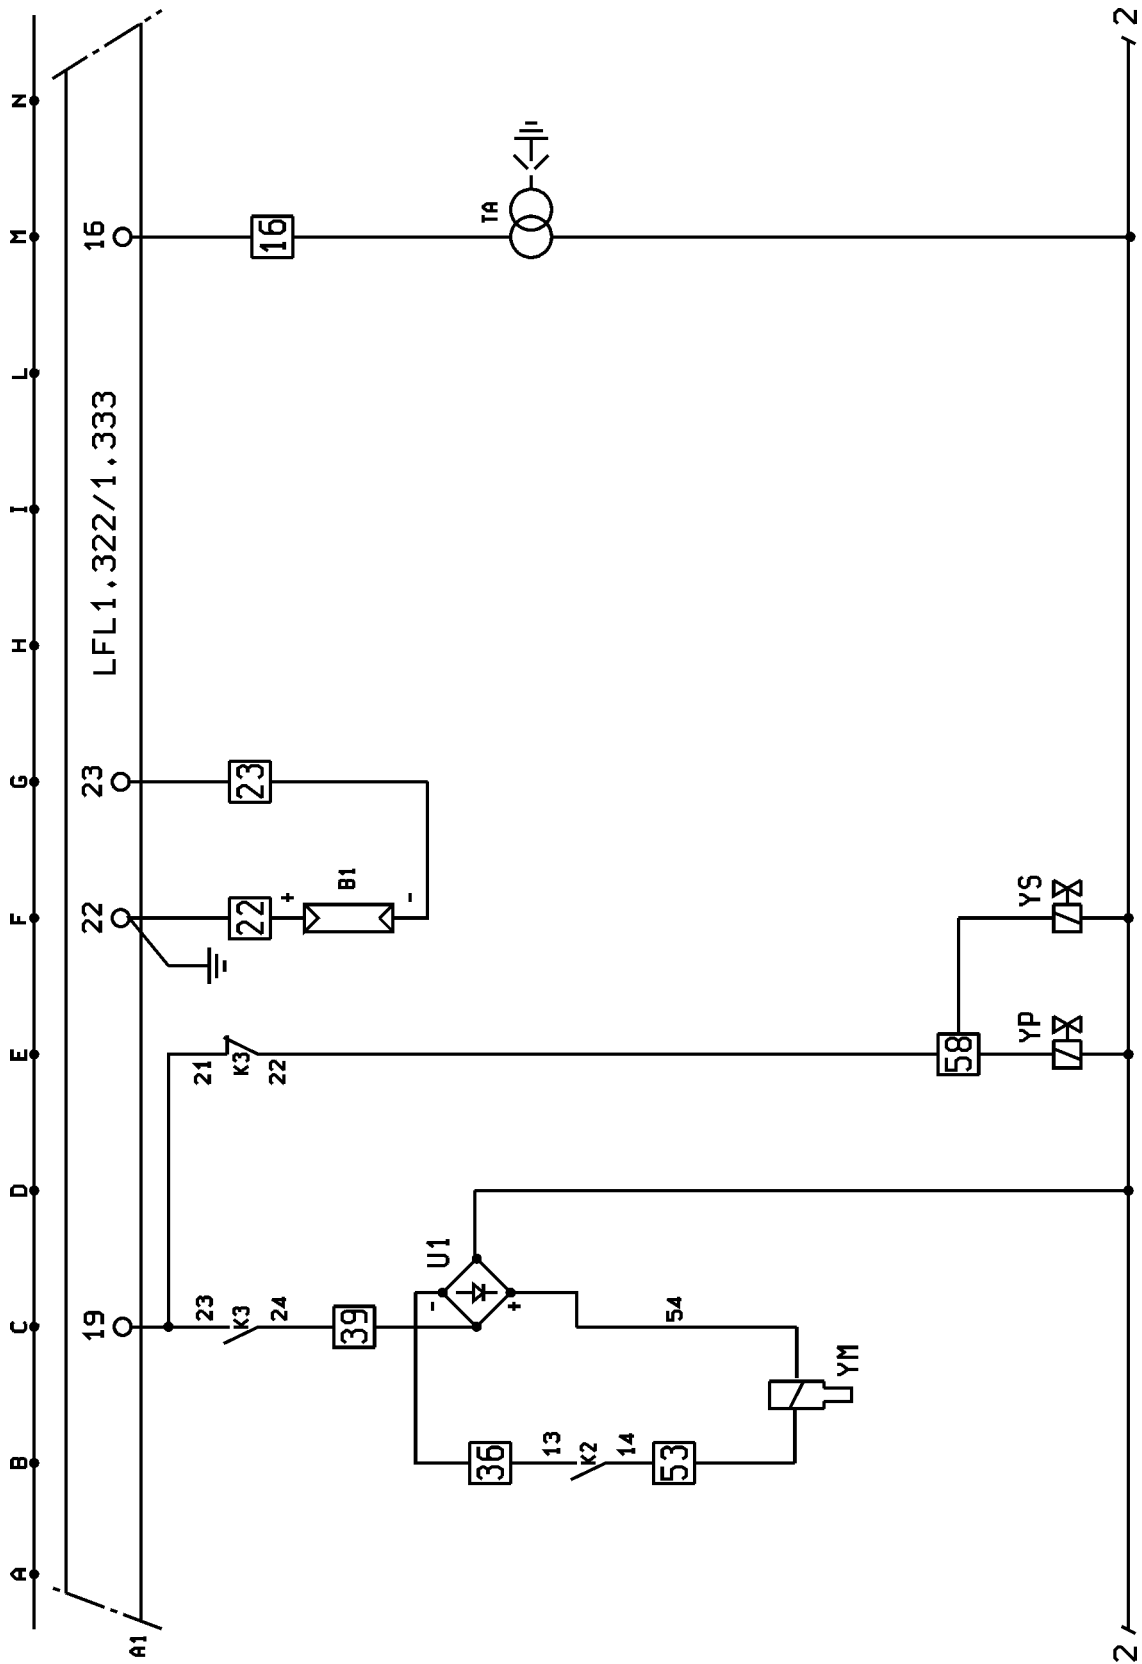 A B C D E F G H I L M N
A1
LFL1.322/1.333
19 22 23 16
23 21 22 23 16
K3 K3
24 22
39 + B1 -
U1 TA
- +
36
13
K2
14
53
54
YM
58
YP YS
2 2